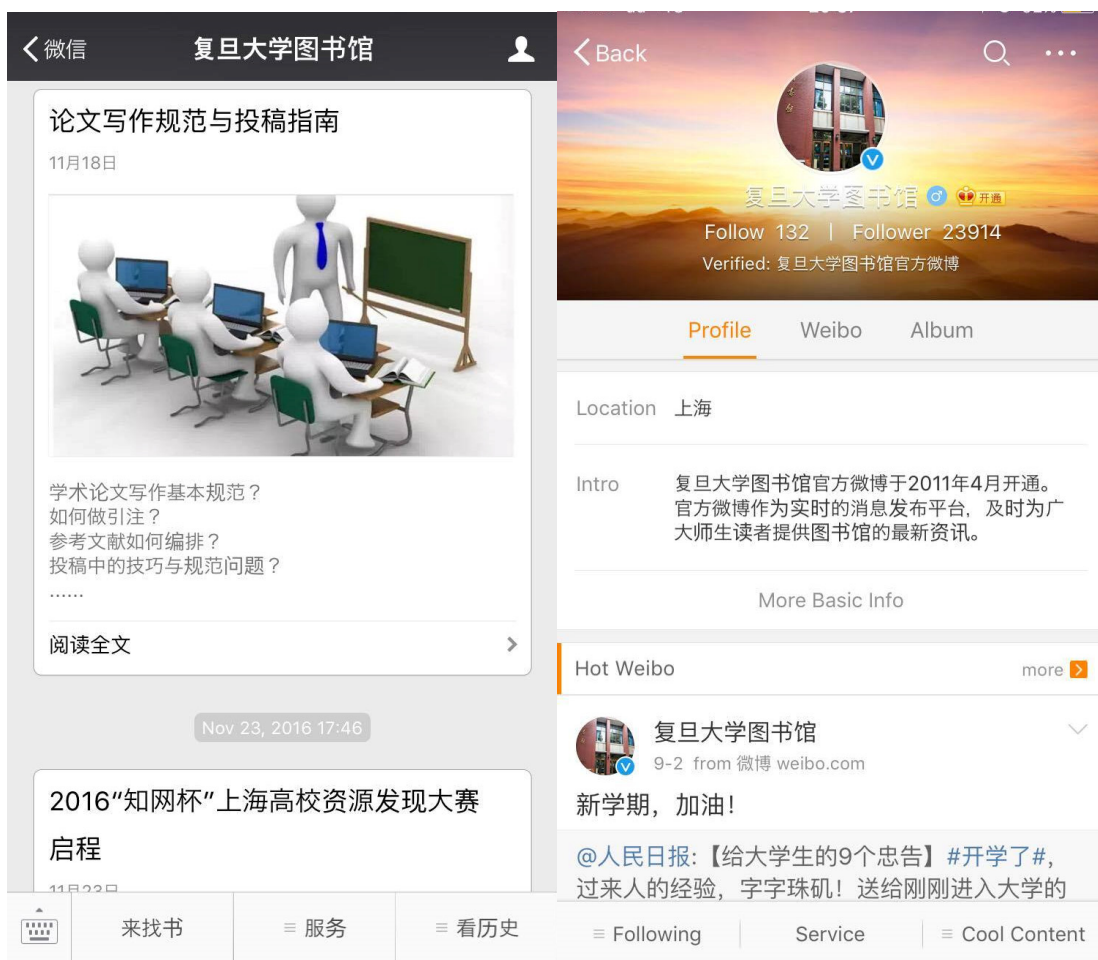 微信
复旦大学图书馆
论文写作规范与投稿指南
11月18日
学术论文写作基本规范？
如何做引注？
参考文献如何编排？
投稿中的技巧与规范问题？
......
阅读全文
Nov 23, 2016 17:46
2016“知网杯”上海高校资源发现大赛
启程
11月23日
来找书
服务
看历史
Back
复旦大学图书馆 开通
Follow 132 | Follower 23914
Verified: 复旦大学图书馆官方微博
Profile Weibo Album
Location 上海
Intro 复旦大学图书馆官方微博于2011年4月开通。
官方微博作为实时的消息发布平台，及时为广
大师生读者提供图书馆的最新资讯。
More Basic Info
Hot Weibo more
复旦大学图书馆
9-2 from 微博 weibo.com
新学期，加油！
@人民日报:【给大学生的9个忠告】#开学了#，
过来人的经验，字字珠矶！送给刚刚进入大学的
Following Service Cool Content